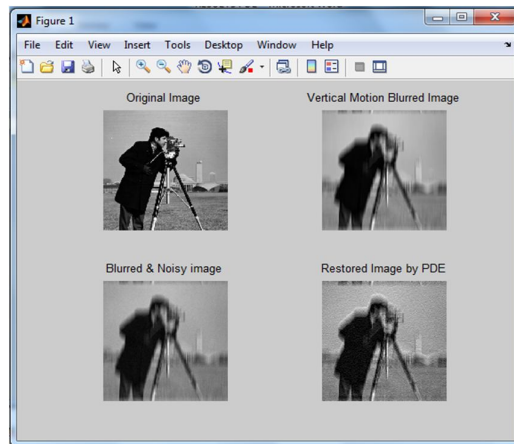 Figure 1
File Edit View Insert Tools Desktop Window Help
Original Image
Vertical Motion Blurred Image
Blurred & Noisy image
Restored Image by PDE